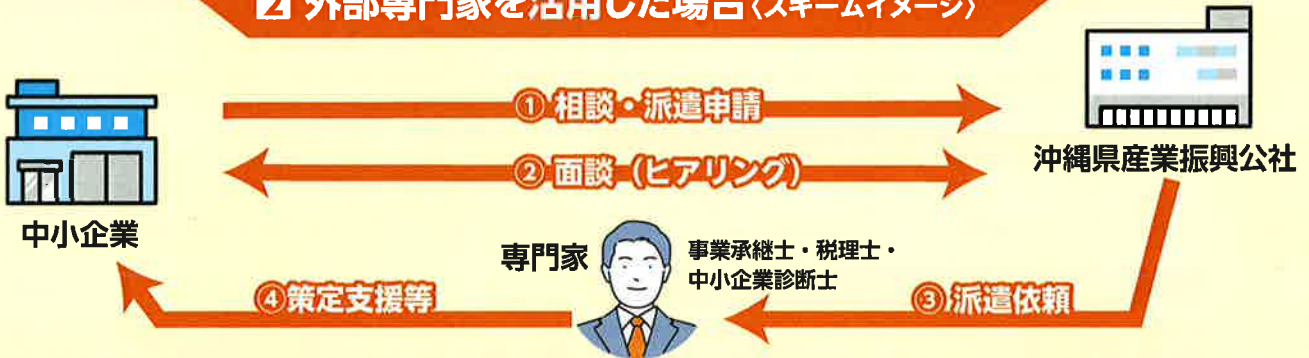 2 外部専門家を活用した場合〈スキームイメージ〉
① 相談・派遣申請
② 面談(ヒアリング)
沖縄県産業振興公社
中小企業
専門家
事業承継士・税理士・
中小企業診断士
④策定支援等
③派遣依頼